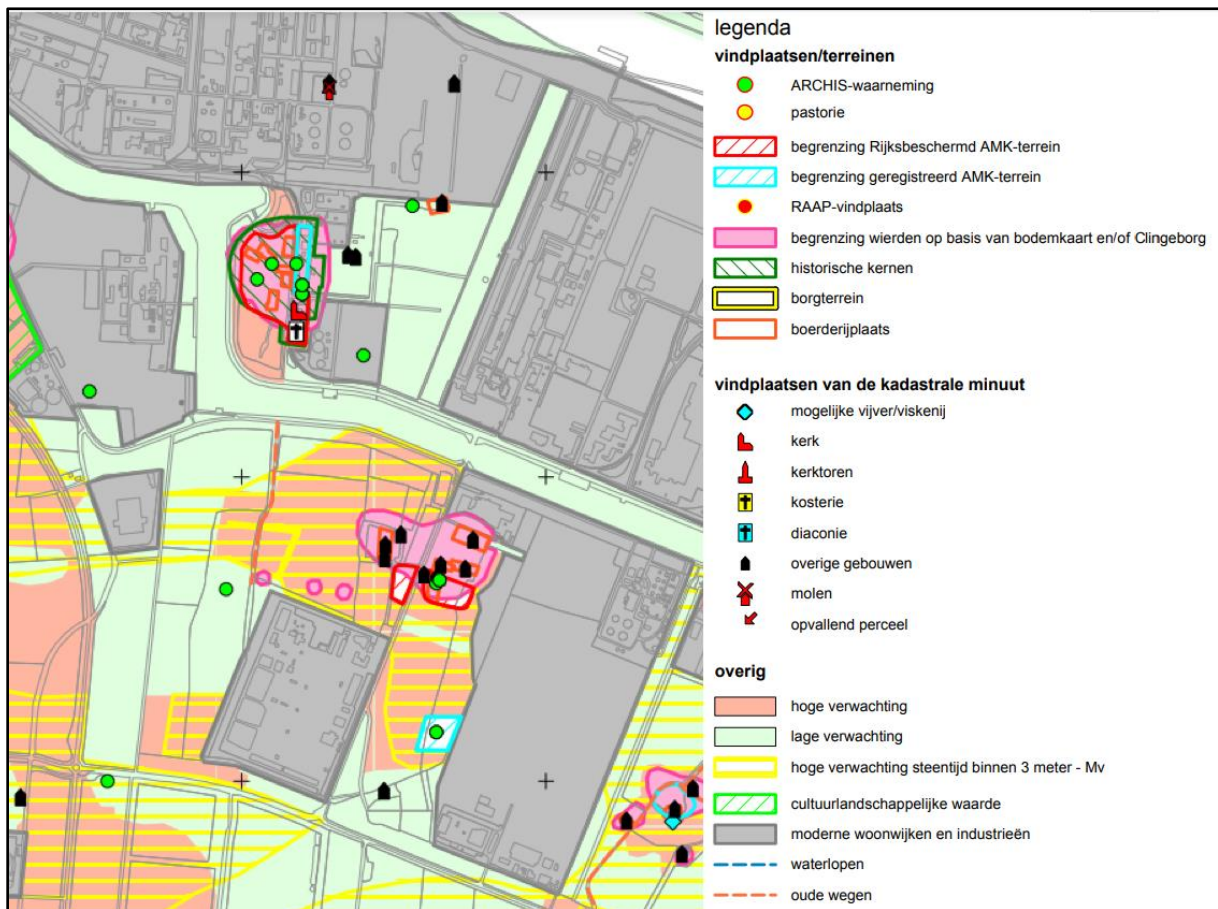 legenda
vindplaatsen/terreinen
ARCHIS-waarneming
pastorie
begrenzing Rijksbeschermd AMK-terrein
begrenzing geregistreerd AMK-terrein
RAAP-vindplaats
begrenzing wierden op basis van bodemkaart en/of Clingeborg
historische kernen
borgterrein
boerderijplaats
vindplaatsen van de kadastrale minuut
mogelijke vijver/viskenij
kerk
kerktoren
kosterie
diaconie
overige gebouwen
molen
opvallend perceel
overig
hoge verwachting
lage verwachting
hoge verwachting steentijd binnen 3 meter - Mv
cultuurlandschappelijke waarde
moderne woonwijken en industrieën
waterlopen
oude wegen